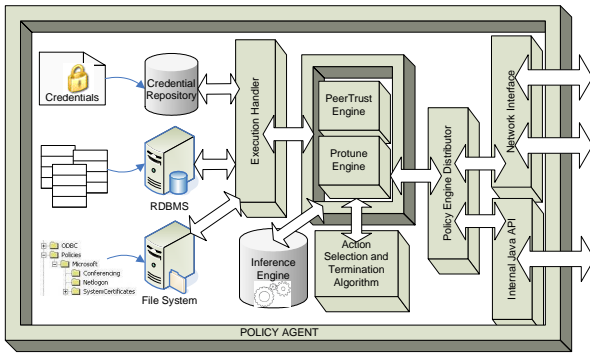 Credentials
Credential
Repository
Execution Handler
PeerTrust
Engine
Protune
Engine
Policy Engine Distributor
Network Interface
Internal Java API
RDBMS
ODBC
Policies
Microsoft
Conferencing
Netlogon
SystemCertificates
File System
Inference
Engine
Action
Selection and
Termination
Algorithm
POLICY AGENT